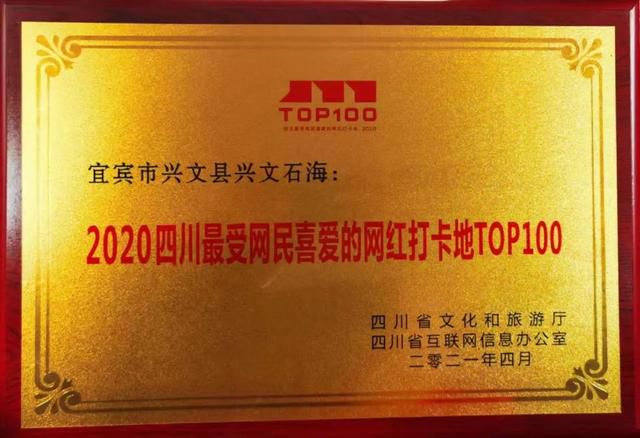 TOP100
宜宾市兴文县兴文石海:
2020四川最受网民喜爱的网红打卡地TOP100
四川省文化和旅游厅
四川省互联网信息办公室
二零二一年四月